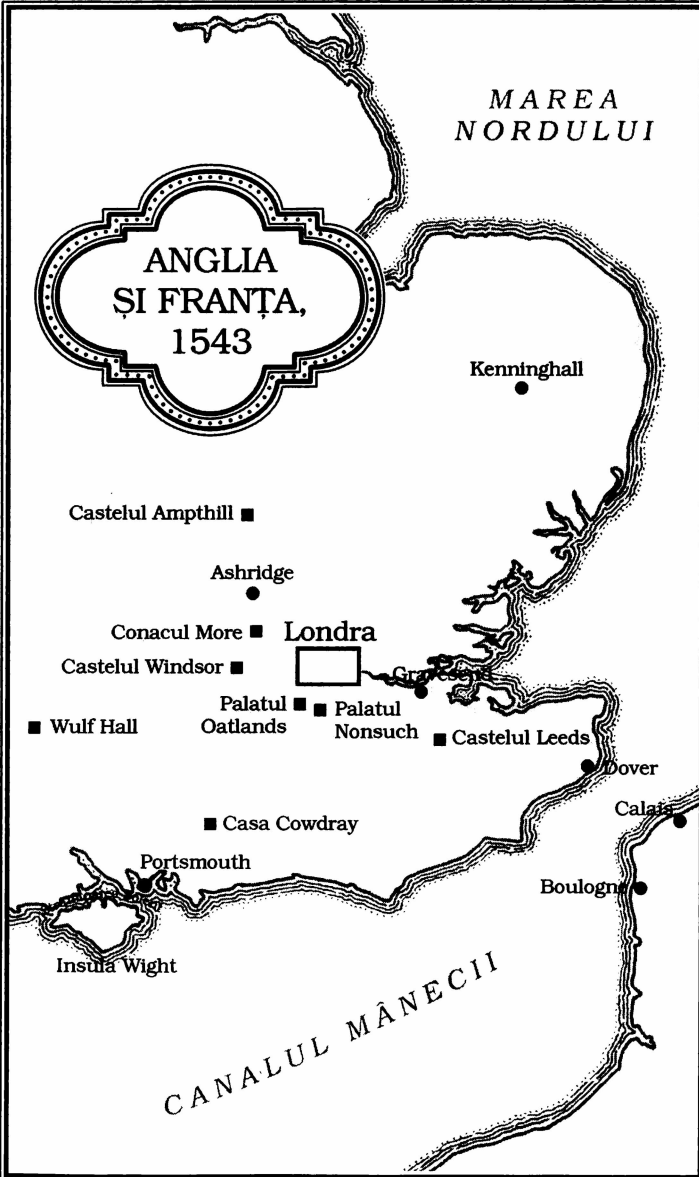 MAREA
NORDULUI
ANGLIA
ȘI FRANȚA,
1543
Kenninghall
Castelul Ampthill
Ashridge
Conacul More
Londra
Castelul Windsor
Gravesend
Palatul
Oatlands
Palatul
Nonsuch
Wulf Hall
Castelul Leeds
Dover
Calais
Casa Cowdray
Portsmouth
Boulogne
Insula Wight
CANALUL MÂNECII